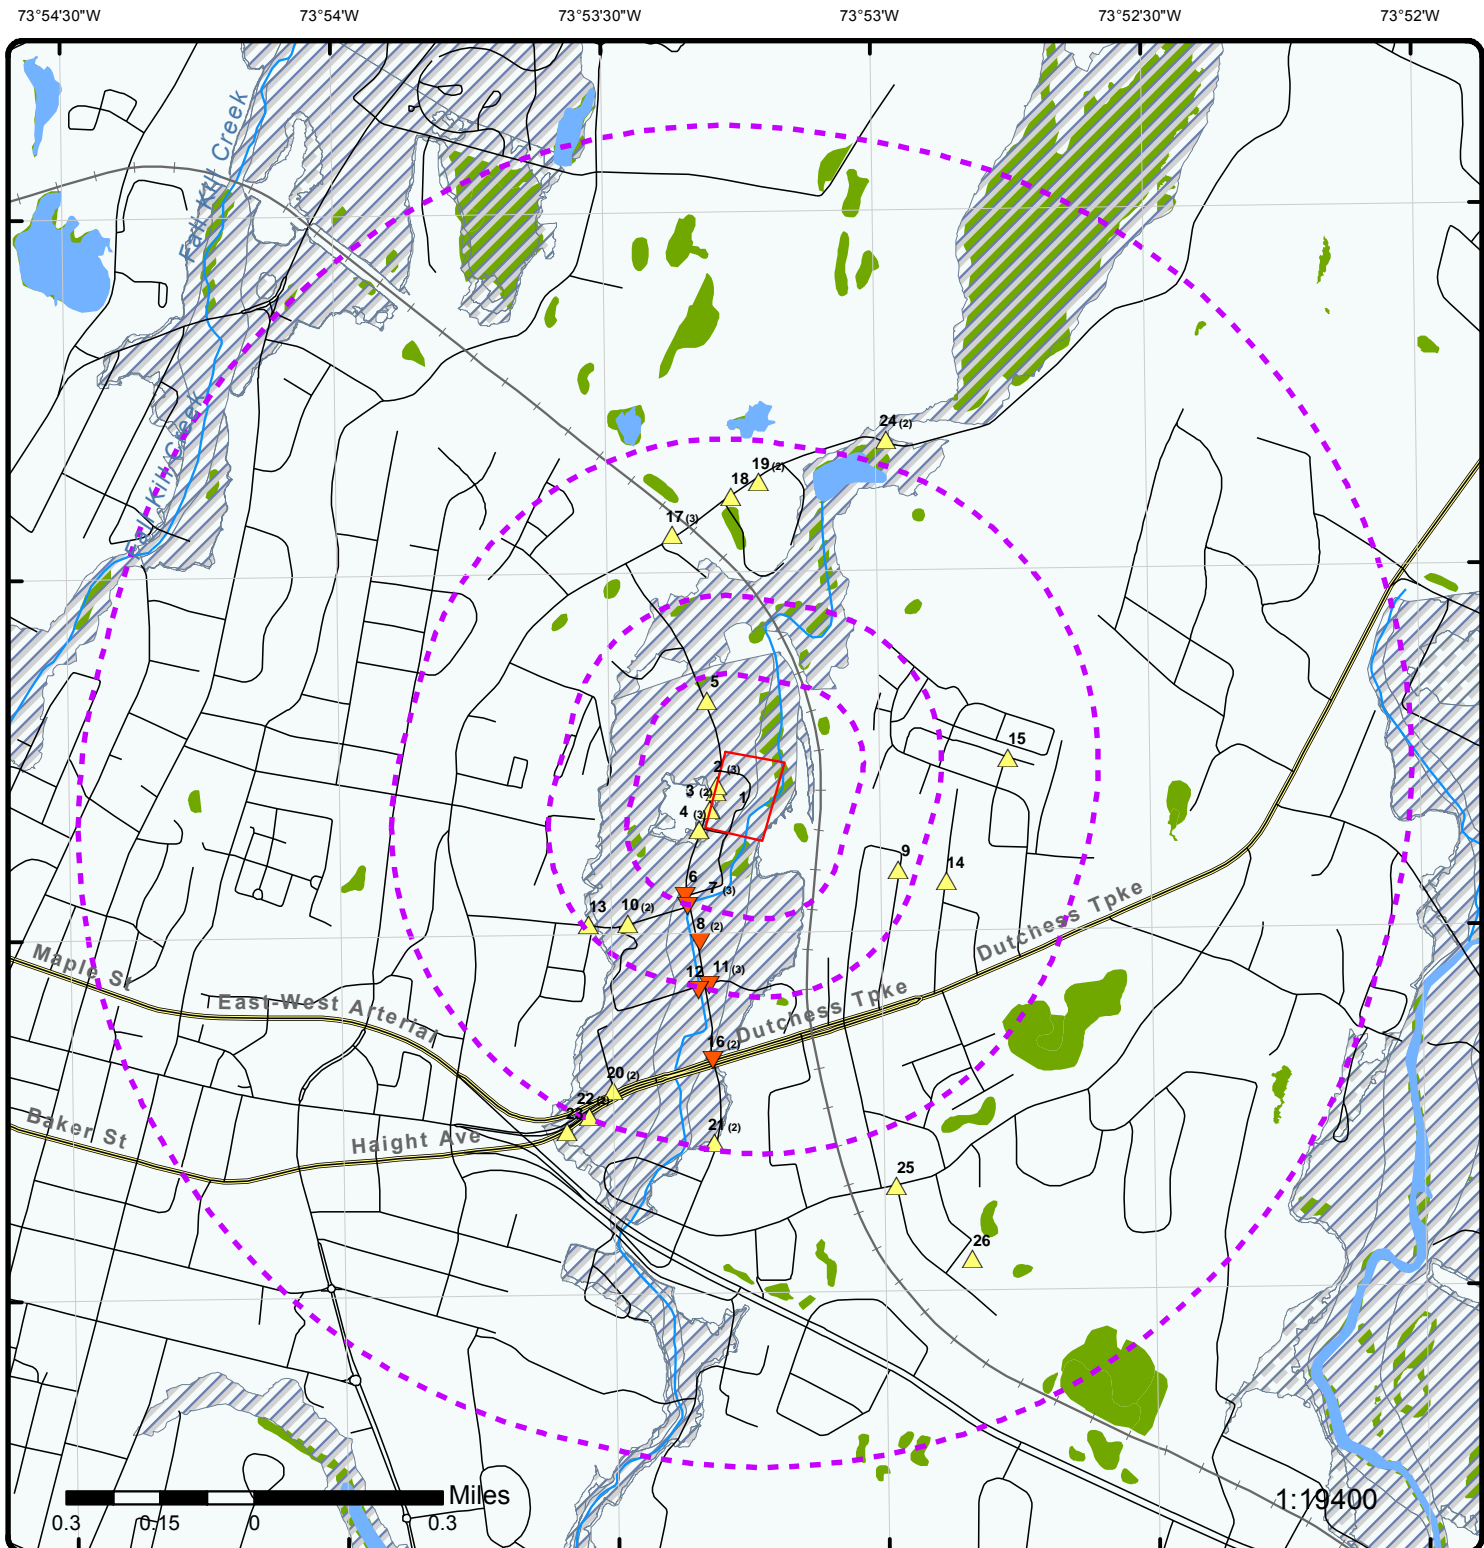 73°54'30"W 73°54'W 73°53'30"W 73°53'W 73°52'30"W 73°52'W
Fall Kill Creek
Fall Kill Creek
24 (2)
19 (2)
18
17 (3)
5
15
2 (3)
3 (2)
1
4 (3)
9
14
6
7 (3)
13
10 (2)
8 (2)
11 (3)
12
16 (2)
Dutchess Tpke
Dutchess Tpke
Maple St
East-West Arterial
20 (2)
22 (2)
23
21 (2)
Baker St
Haight Ave
25
26
Miles
0.3 0.15 0 0.3
1:19400